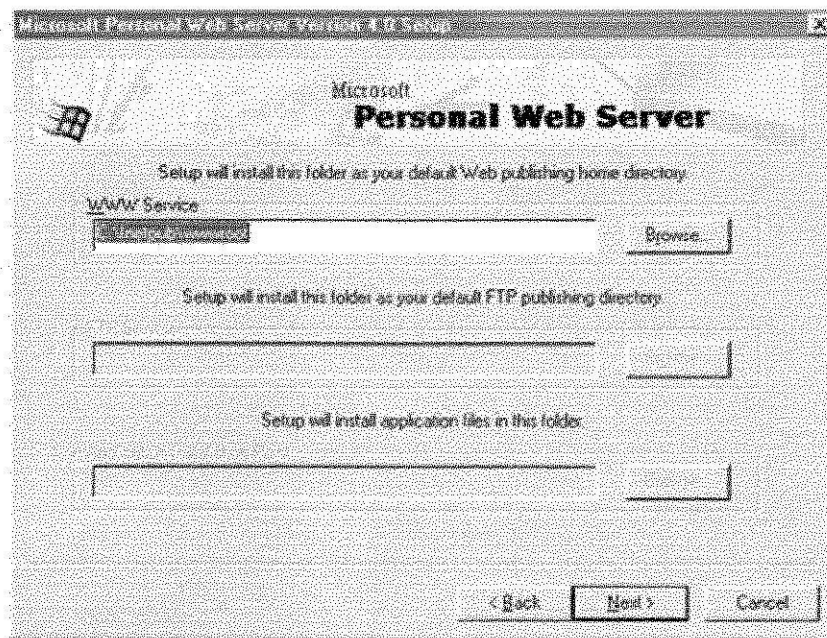 Microsoft Personal Web Server Version 4.0 Setup
Microsoft
Personal Web Server
Setup will install this folder as your default Web publishing home directory.
WWW Service
Browse...
Setup will install this folder as your default FTP publishing directory.
Setup will install application files in this folder.
< Back
Next >
Cancel